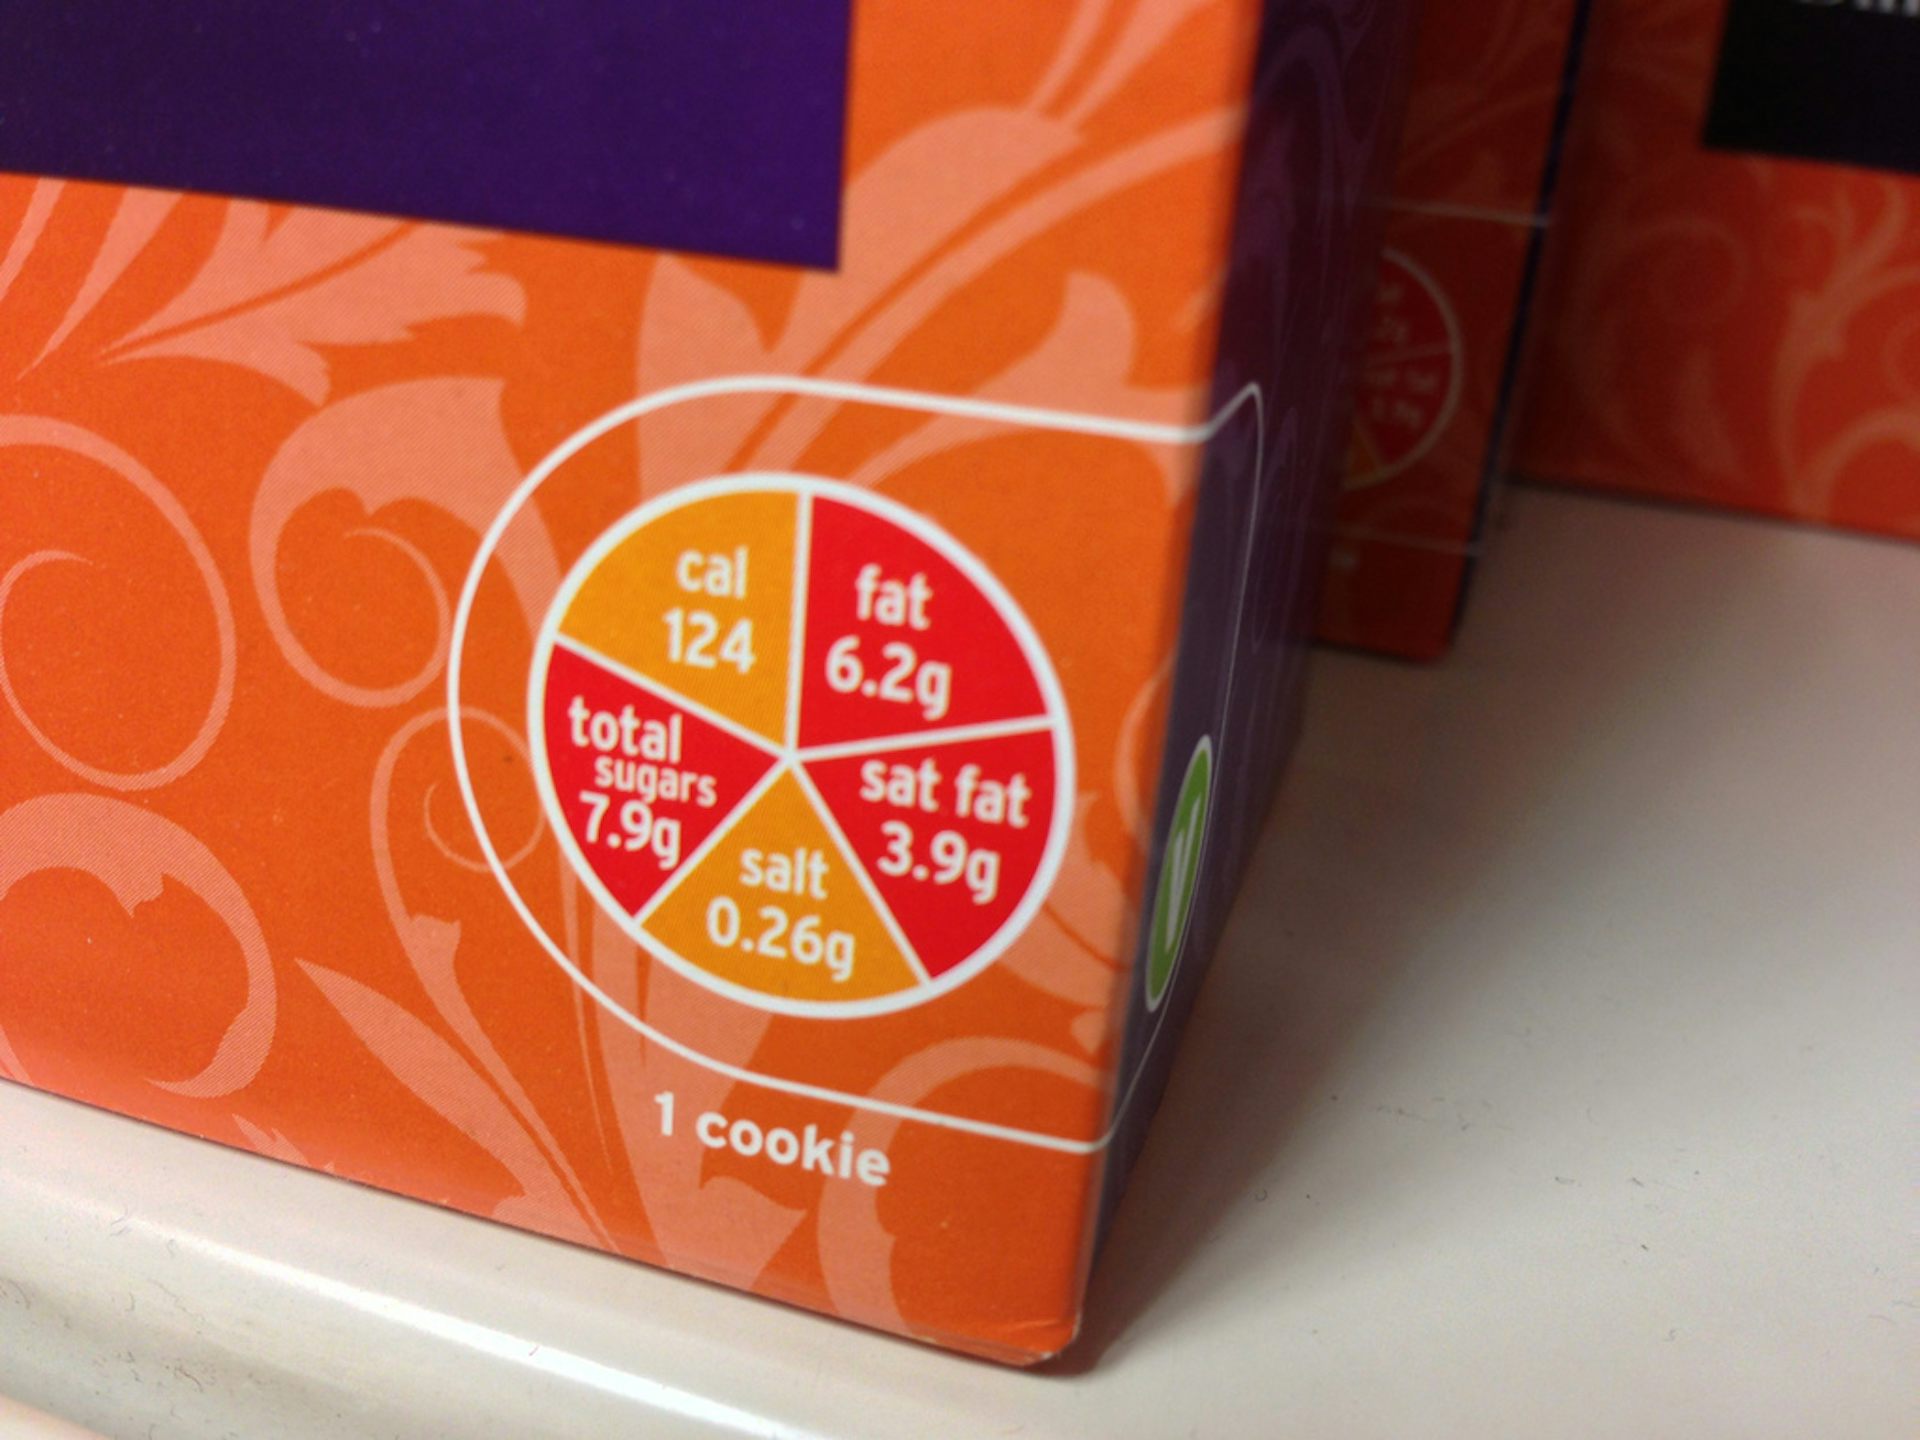 cal
124
fat
6.2g
total
sugars
7.9g
sat fat
3.9g
salt
0.26g
1 cookie
V